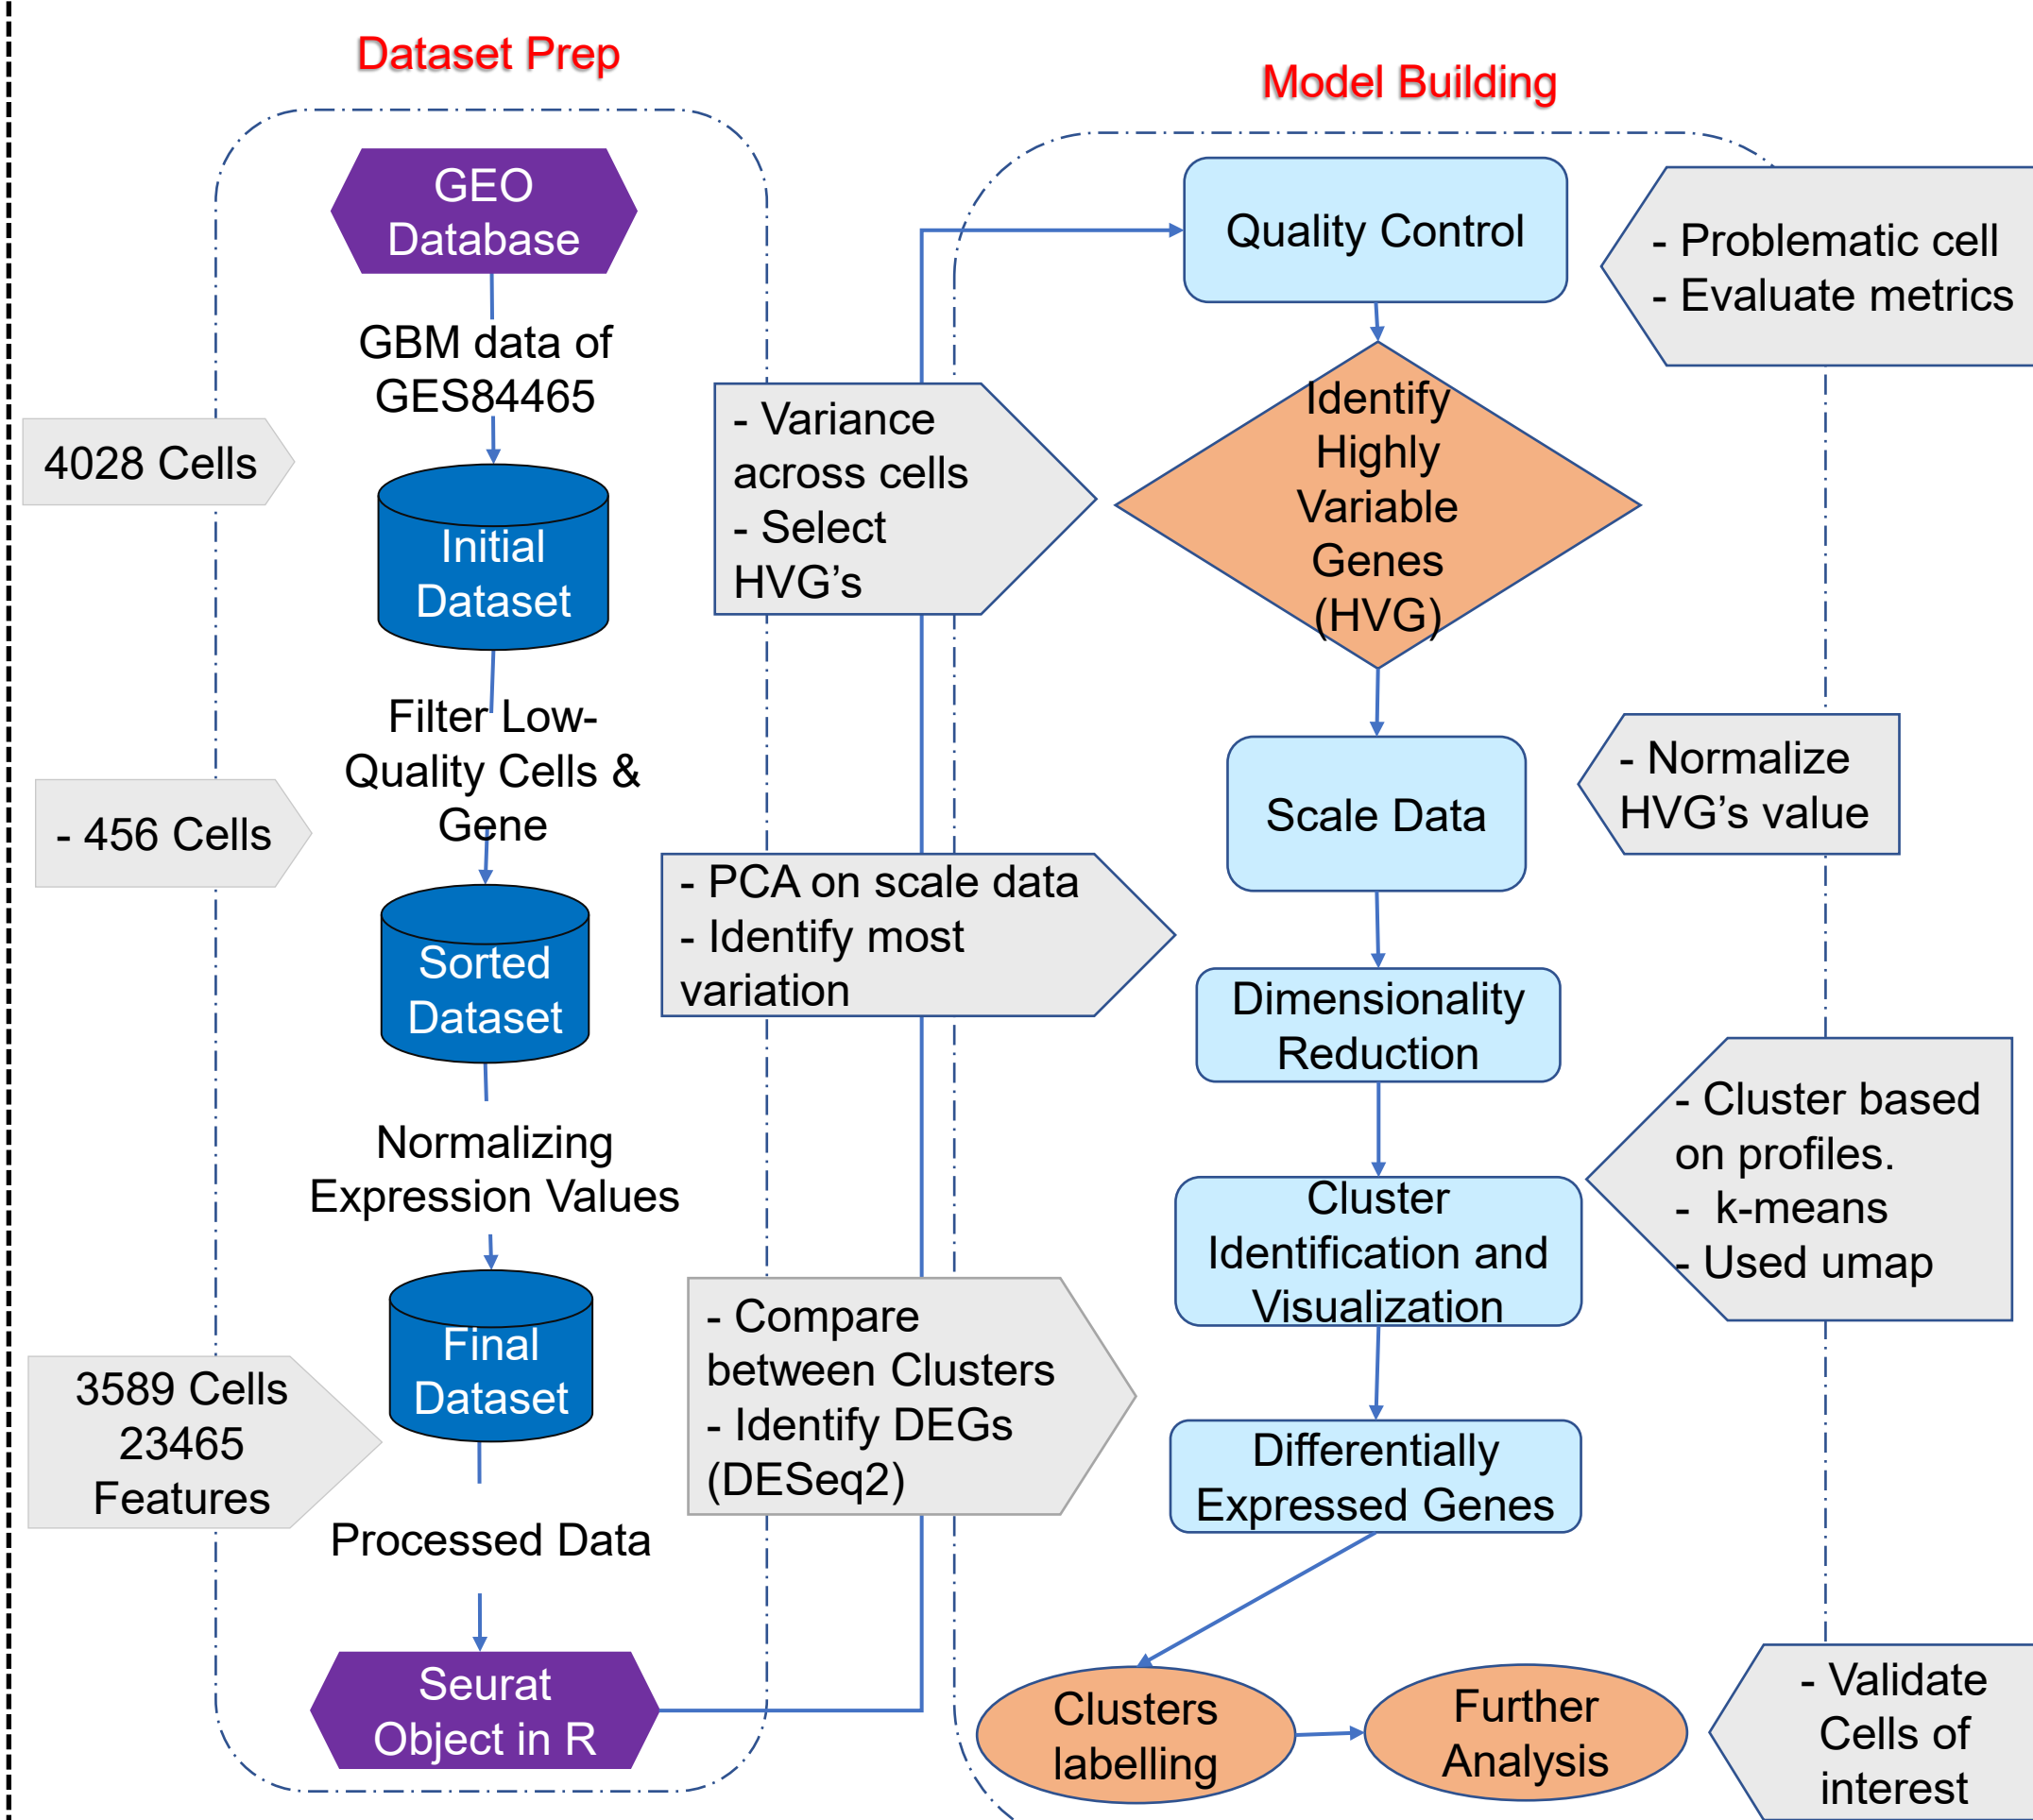 Dataset Prep
GEO
Database
GBM data of
GES84465
4028 Cells
Initial
Dataset
Filter Low-
Quality Cells &
Gene
- 456 Cells
Sorted
Dataset
Normalizing
Expression Values
Final
Dataset
3589 Cells
23465
Features
Processed Data
Seurat
Object in R
Model Building
Quality Control
- Problematic cell
- Evaluate metrics
- Variance
across cells
- Select
HVG’s
Identify
Highly
Variable
Genes
(HVG)
Scale Data
- Normalize
HVG’s value
- PCA on scale data
- Identify most
variation
Dimensionality
Reduction
Cluster
Identification and
Visualization
- Cluster based
on profiles.
- k-means
- Used umap
- Compare
between Clusters
- Identify DEGs
(DESeq2)
Differentially
Expressed Genes
Clusters
labelling
Further
Analysis
- Validate
Cells of
interest